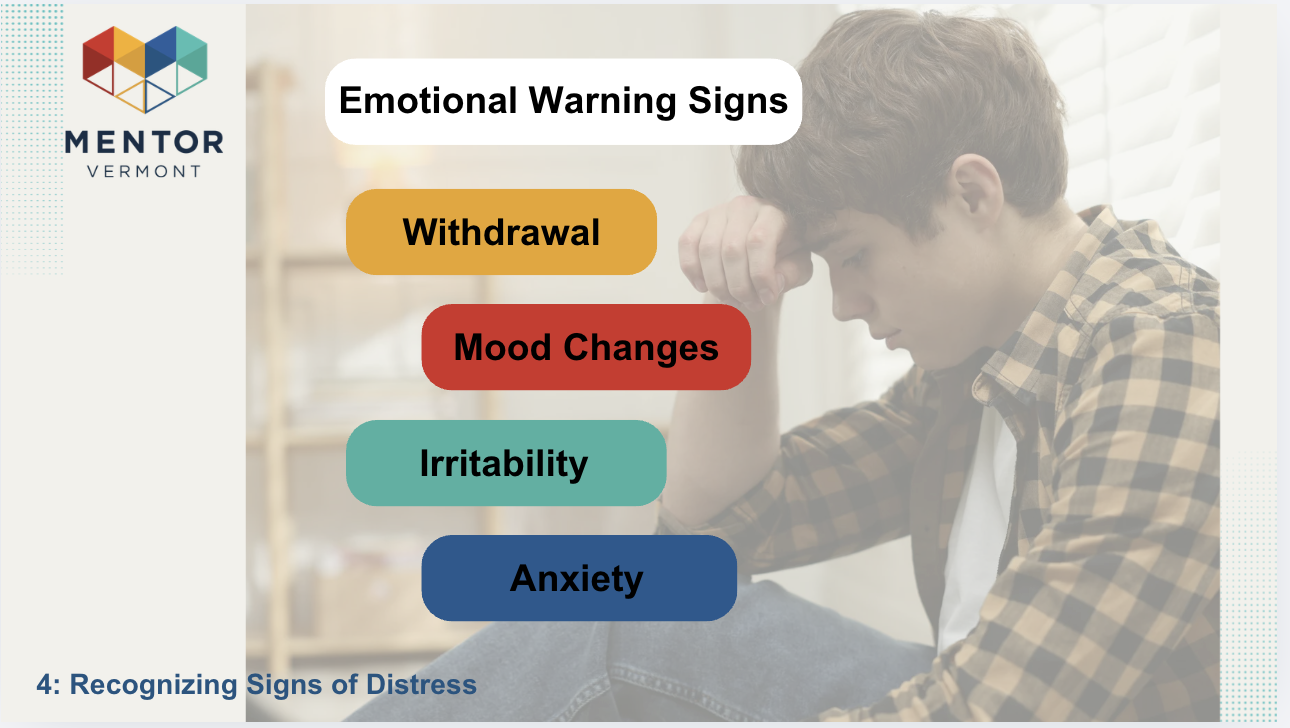 MENTOR
VERMONT
Emotional Warning Signs
Withdrawal
Mood Changes
Irritability
Anxiety
4: Recognizing Signs of Distress